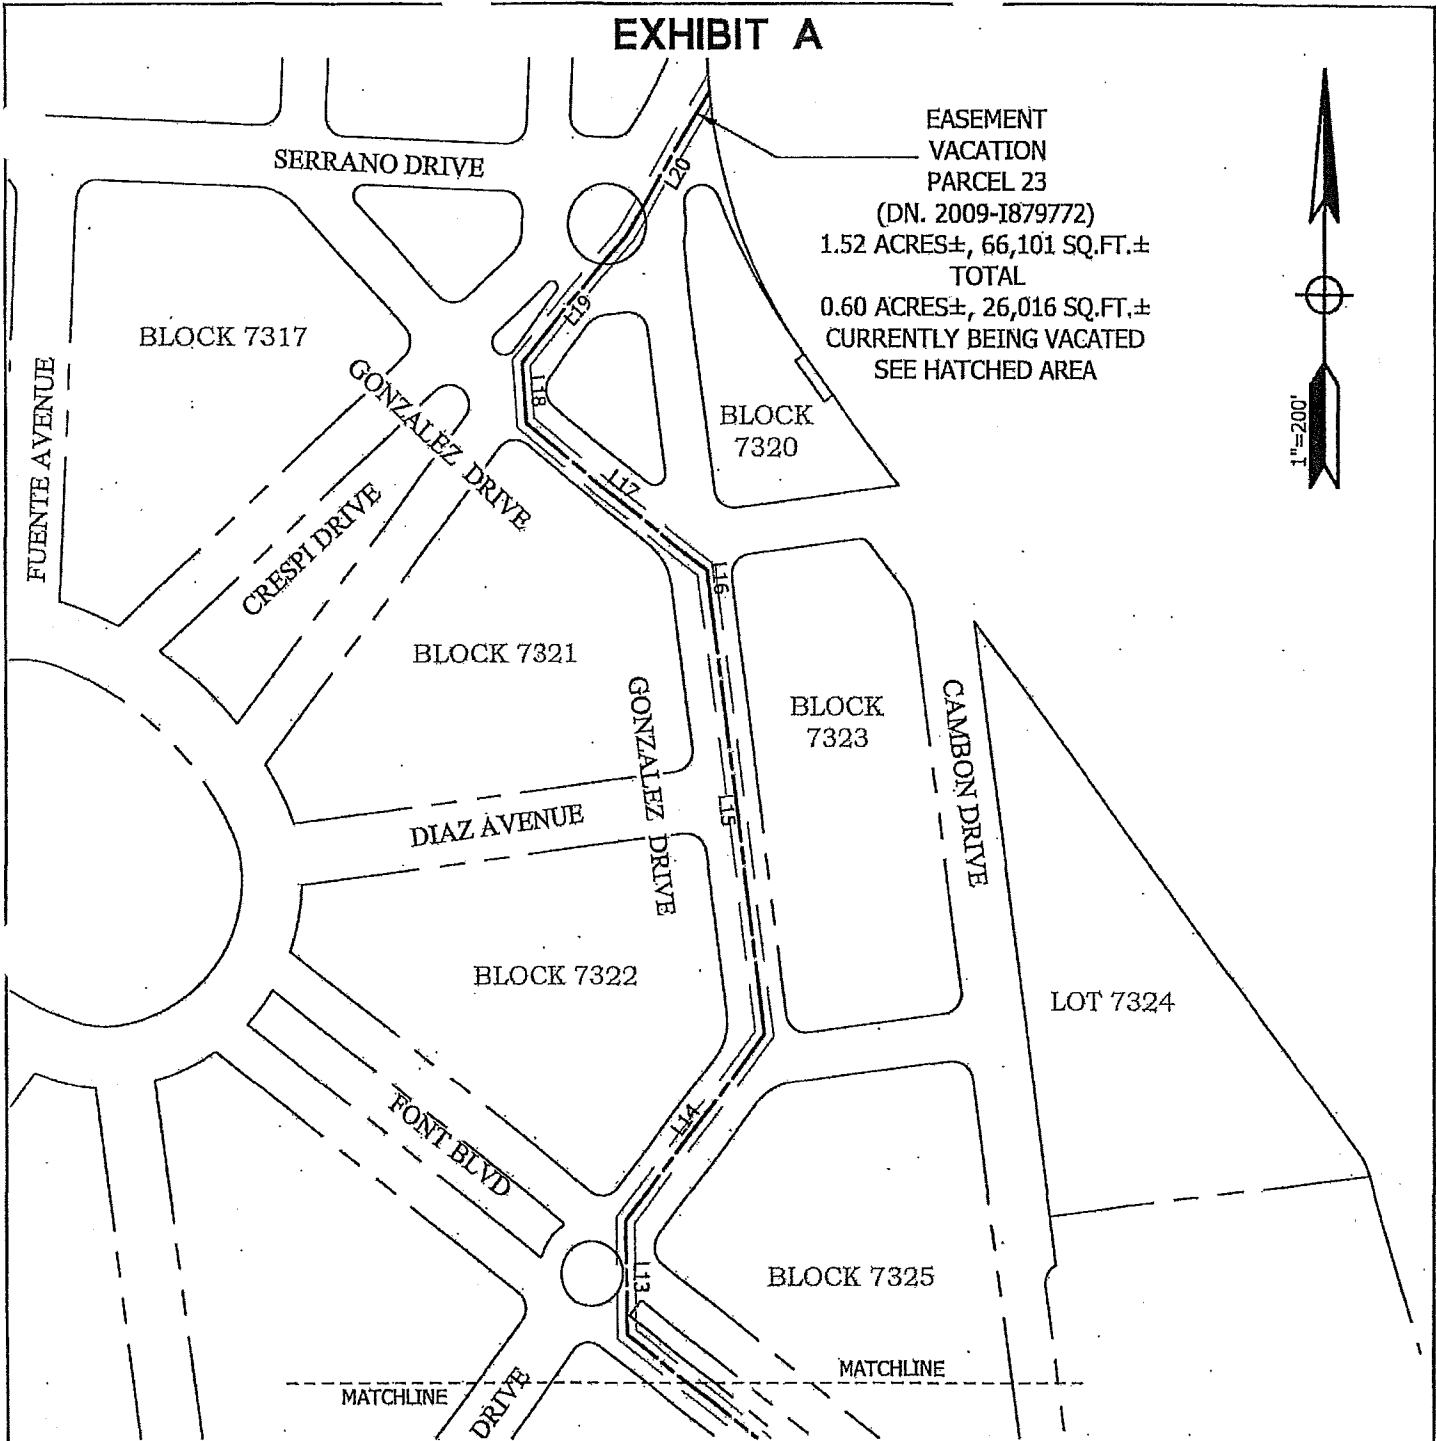 EXHIBIT A
EASEMENT
VACATION
PARCEL 23
(DN. 2009-I879772)
1.52 ACRES±, 66,101 SQ.FT.±
TOTAL
0.60 ACRES±, 26,016 SQ.FT.±
CURRENTLY BEING VACATED
SEE HATCHED AREA
SERRANO DRIVE
L20
L19
BLOCK 7317
FUENTE AVENUE
GONZALEZ DRIVE
L18
BLOCK
7320
1"=200'
L17
CRESPI DRIVE
L16
BLOCK 7321
GONZALEZ DRIVE
BLOCK
7323
CAMBON DRIVE
L15
DIAZ AVENUE
BLOCK 7322
LOT 7324
L14
FONT BLVD
L13
BLOCK 7325
MATCHLINE
MATCHLINE
DRIVE